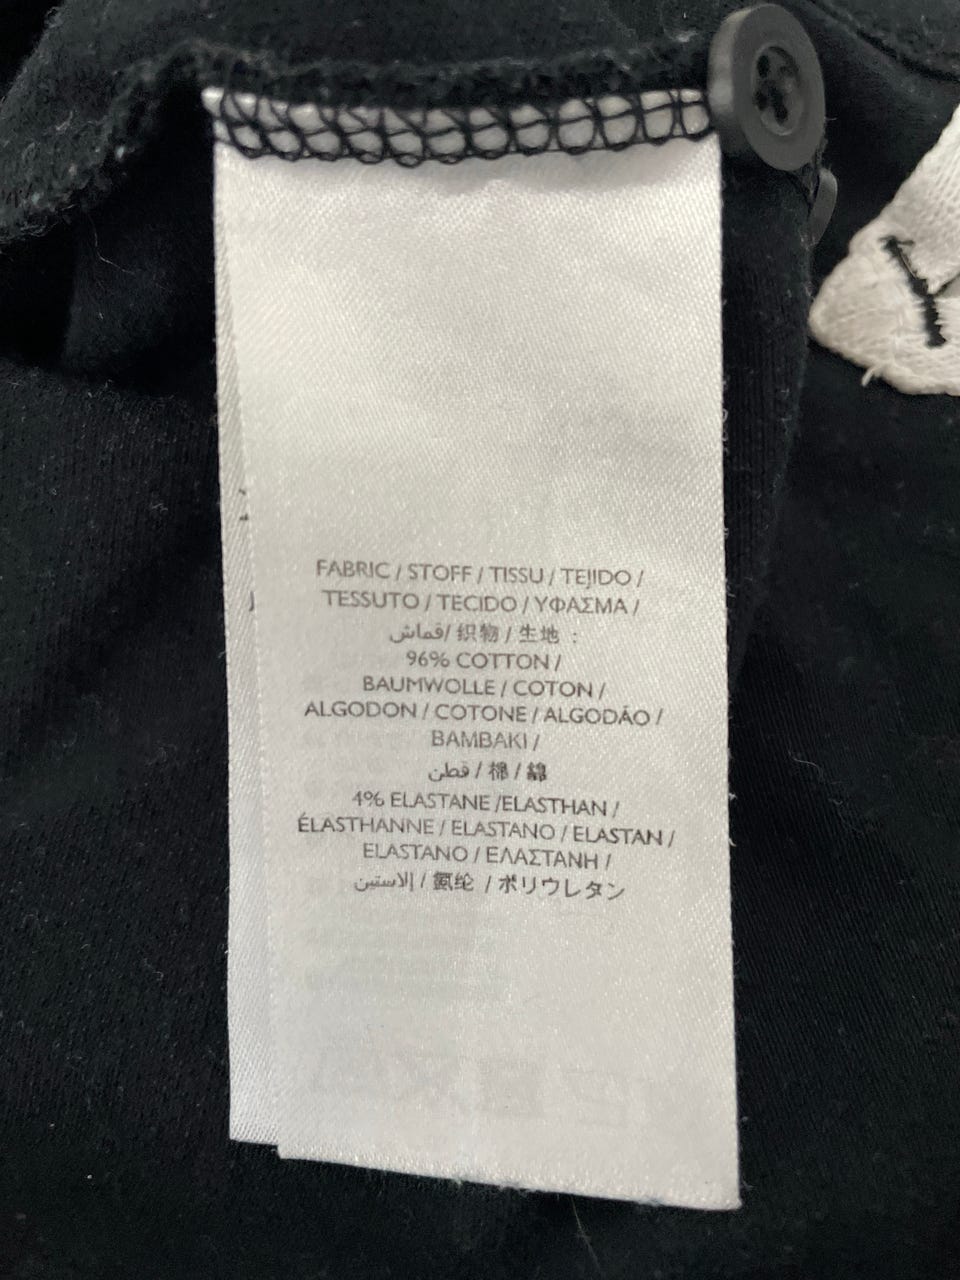 FABRIC / STOFF / TISSU / TEJIDO /
TESSUTO / TECIDO / ΥΦΑΣΜΑ /
قماش/ 织物 / 生地 :
96% COTTON /
BAUMWOLLE / COTON /
ALGODON / COTONE / ALGODÃO /
BAMBAKI /
قطن / 棉 / 綿
4% ELASTANE /ELASTHAN /
ÉLASTHANNE / ELASTANO / ELASTAN /
ELASTANO / ΕΛΑΣΤΑΝΗ /
إلاستين / 氨纶 / ポリウレタン